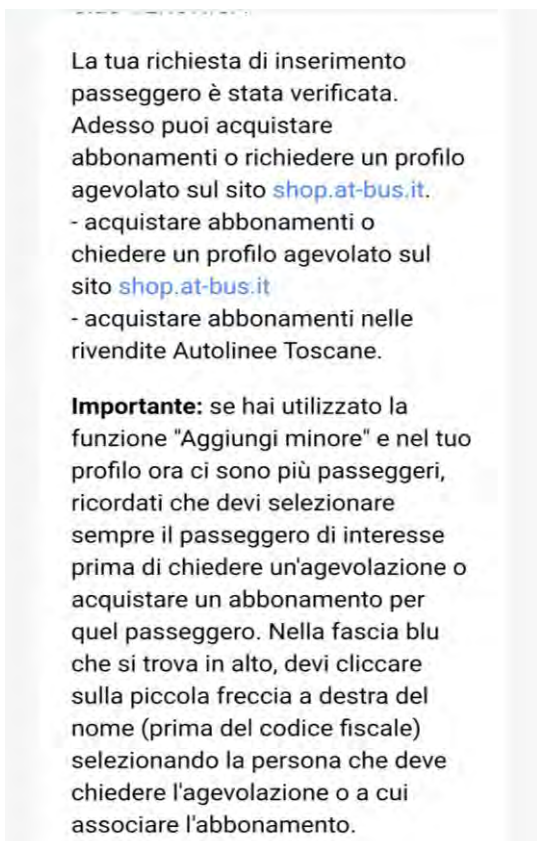 La tua richiesta di inserimento
passeggero è stata verificata.
Adesso puoi acquistare
abbonamenti o richiedere un profilo
agevolato sul sito shop.at-bus.it.
- acquistare abbonamenti o
chiedere un profilo agevolato sul
sito shop.at-bus.it
- acquistare abbonamenti nelle
rivendite Autolinee Toscane.
Importante: se hai utilizzato la
funzione "Aggiungi minore" e nel tuo
profilo ora ci sono più passeggeri,
ricordati che devi selezionare
sempre il passeggero di interesse
prima di chiedere un'agevolazione o
acquistare un abbonamento per
quel passeggero. Nella fascia blu
che si trova in alto, devi cliccare
sulla piccola freccia a destra del
nome (prima del codice fiscale)
selezionando la persona che deve
chiedere l'agevolazione o a cui
associare l'abbonamento.